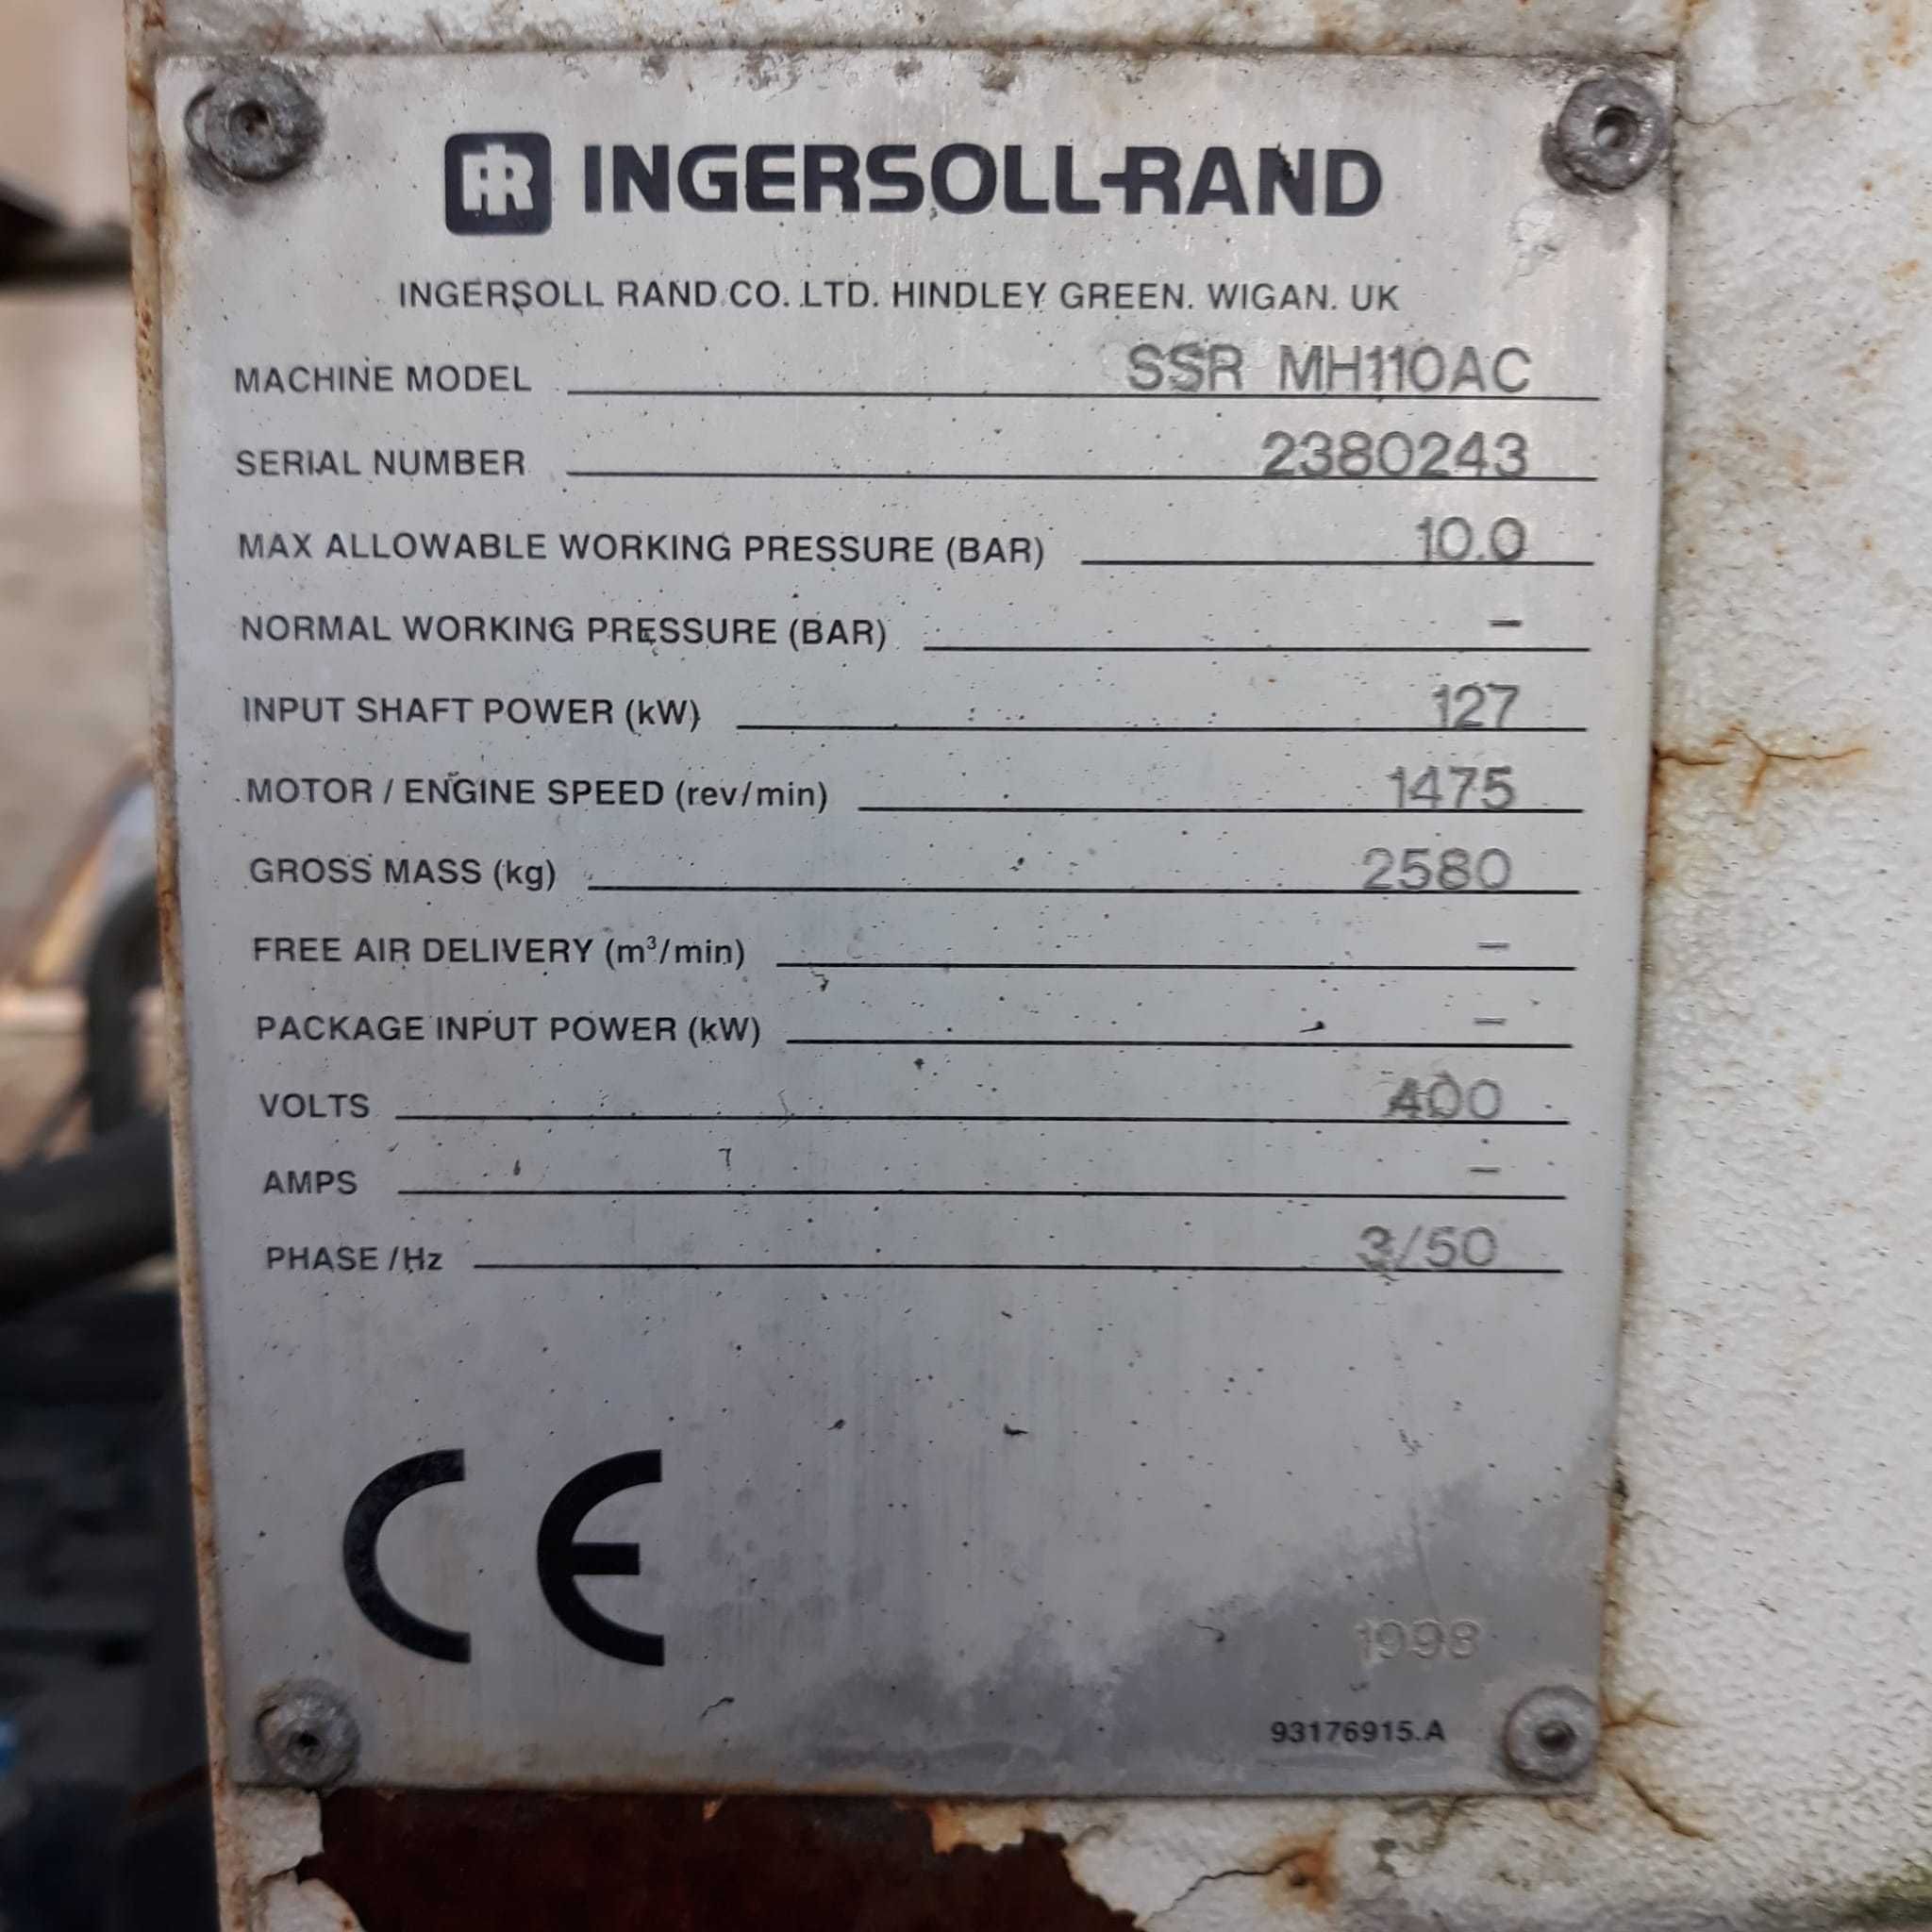 IR INGERSOLL-RAND
INGERSOLL RAND CO. LTD. HINDLEY GREEN. WIGAN. UK
MACHINE MODEL SSR MH110AC
SERIAL NUMBER 2380243
MAX ALLOWABLE WORKING PRESSURE (BAR) 10.0
NORMAL WORKING PRESSURE (BAR) -
INPUT SHAFT POWER (kW) 127
MOTOR / ENGINE SPEED (rev/min) 1475
GROSS MASS (kg) 2580
FREE AIR DELIVERY (m³/min) -
PACKAGE INPUT POWER (kW) -
VOLTS 400
AMPS -
PHASE /Hz 3/50
CE
1998
93176915.A